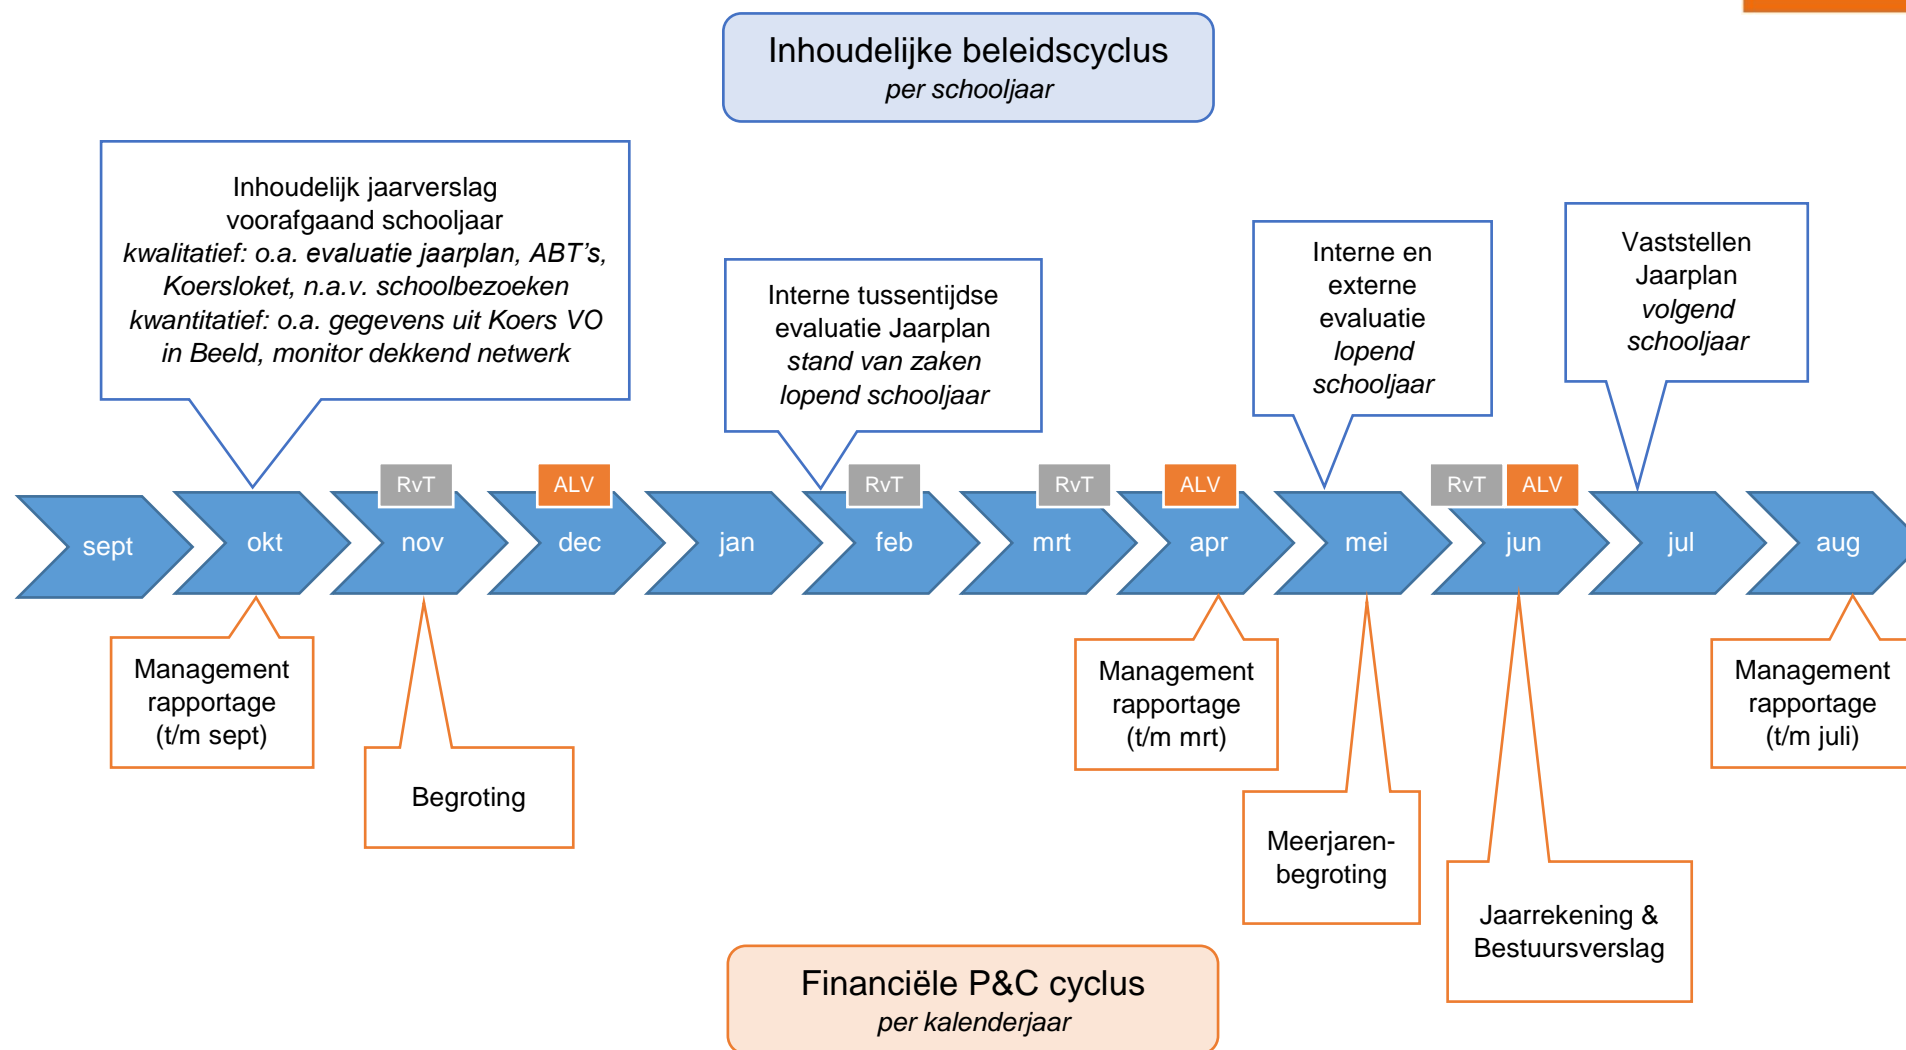 Inhoudelijke beleidscyclus
per schooljaar
Inhoudelijk jaarverslag
voorafgaand schooljaar
kwalitatief: o.a. evaluatie jaarplan, ABT’s,
Koersloket, n.a.v. schoolbezoeken
kwantitatief: o.a. gegevens uit Koers VO
in Beeld, monitor dekkend netwerk
Interne tussentijdse
evaluatie Jaarplan
stand van zaken
lopend schooljaar
Interne en
externe
evaluatie
lopend
schooljaar
Vaststellen
Jaarplan
volgend
schooljaar
RvT
ALV
RvT
RvT
ALV
RvT
ALV
sept
okt
nov
dec
jan
feb
mrt
apr
mei
jun
jul
aug
Management
rapportage
(t/m sept)
Begroting
Management
rapportage
(t/m mrt)
Meerjaren-
begroting
Jaarrekening &
Bestuursverslag
Management
rapportage
(t/m juli)
Financiële P&C cyclus
per kalenderjaar